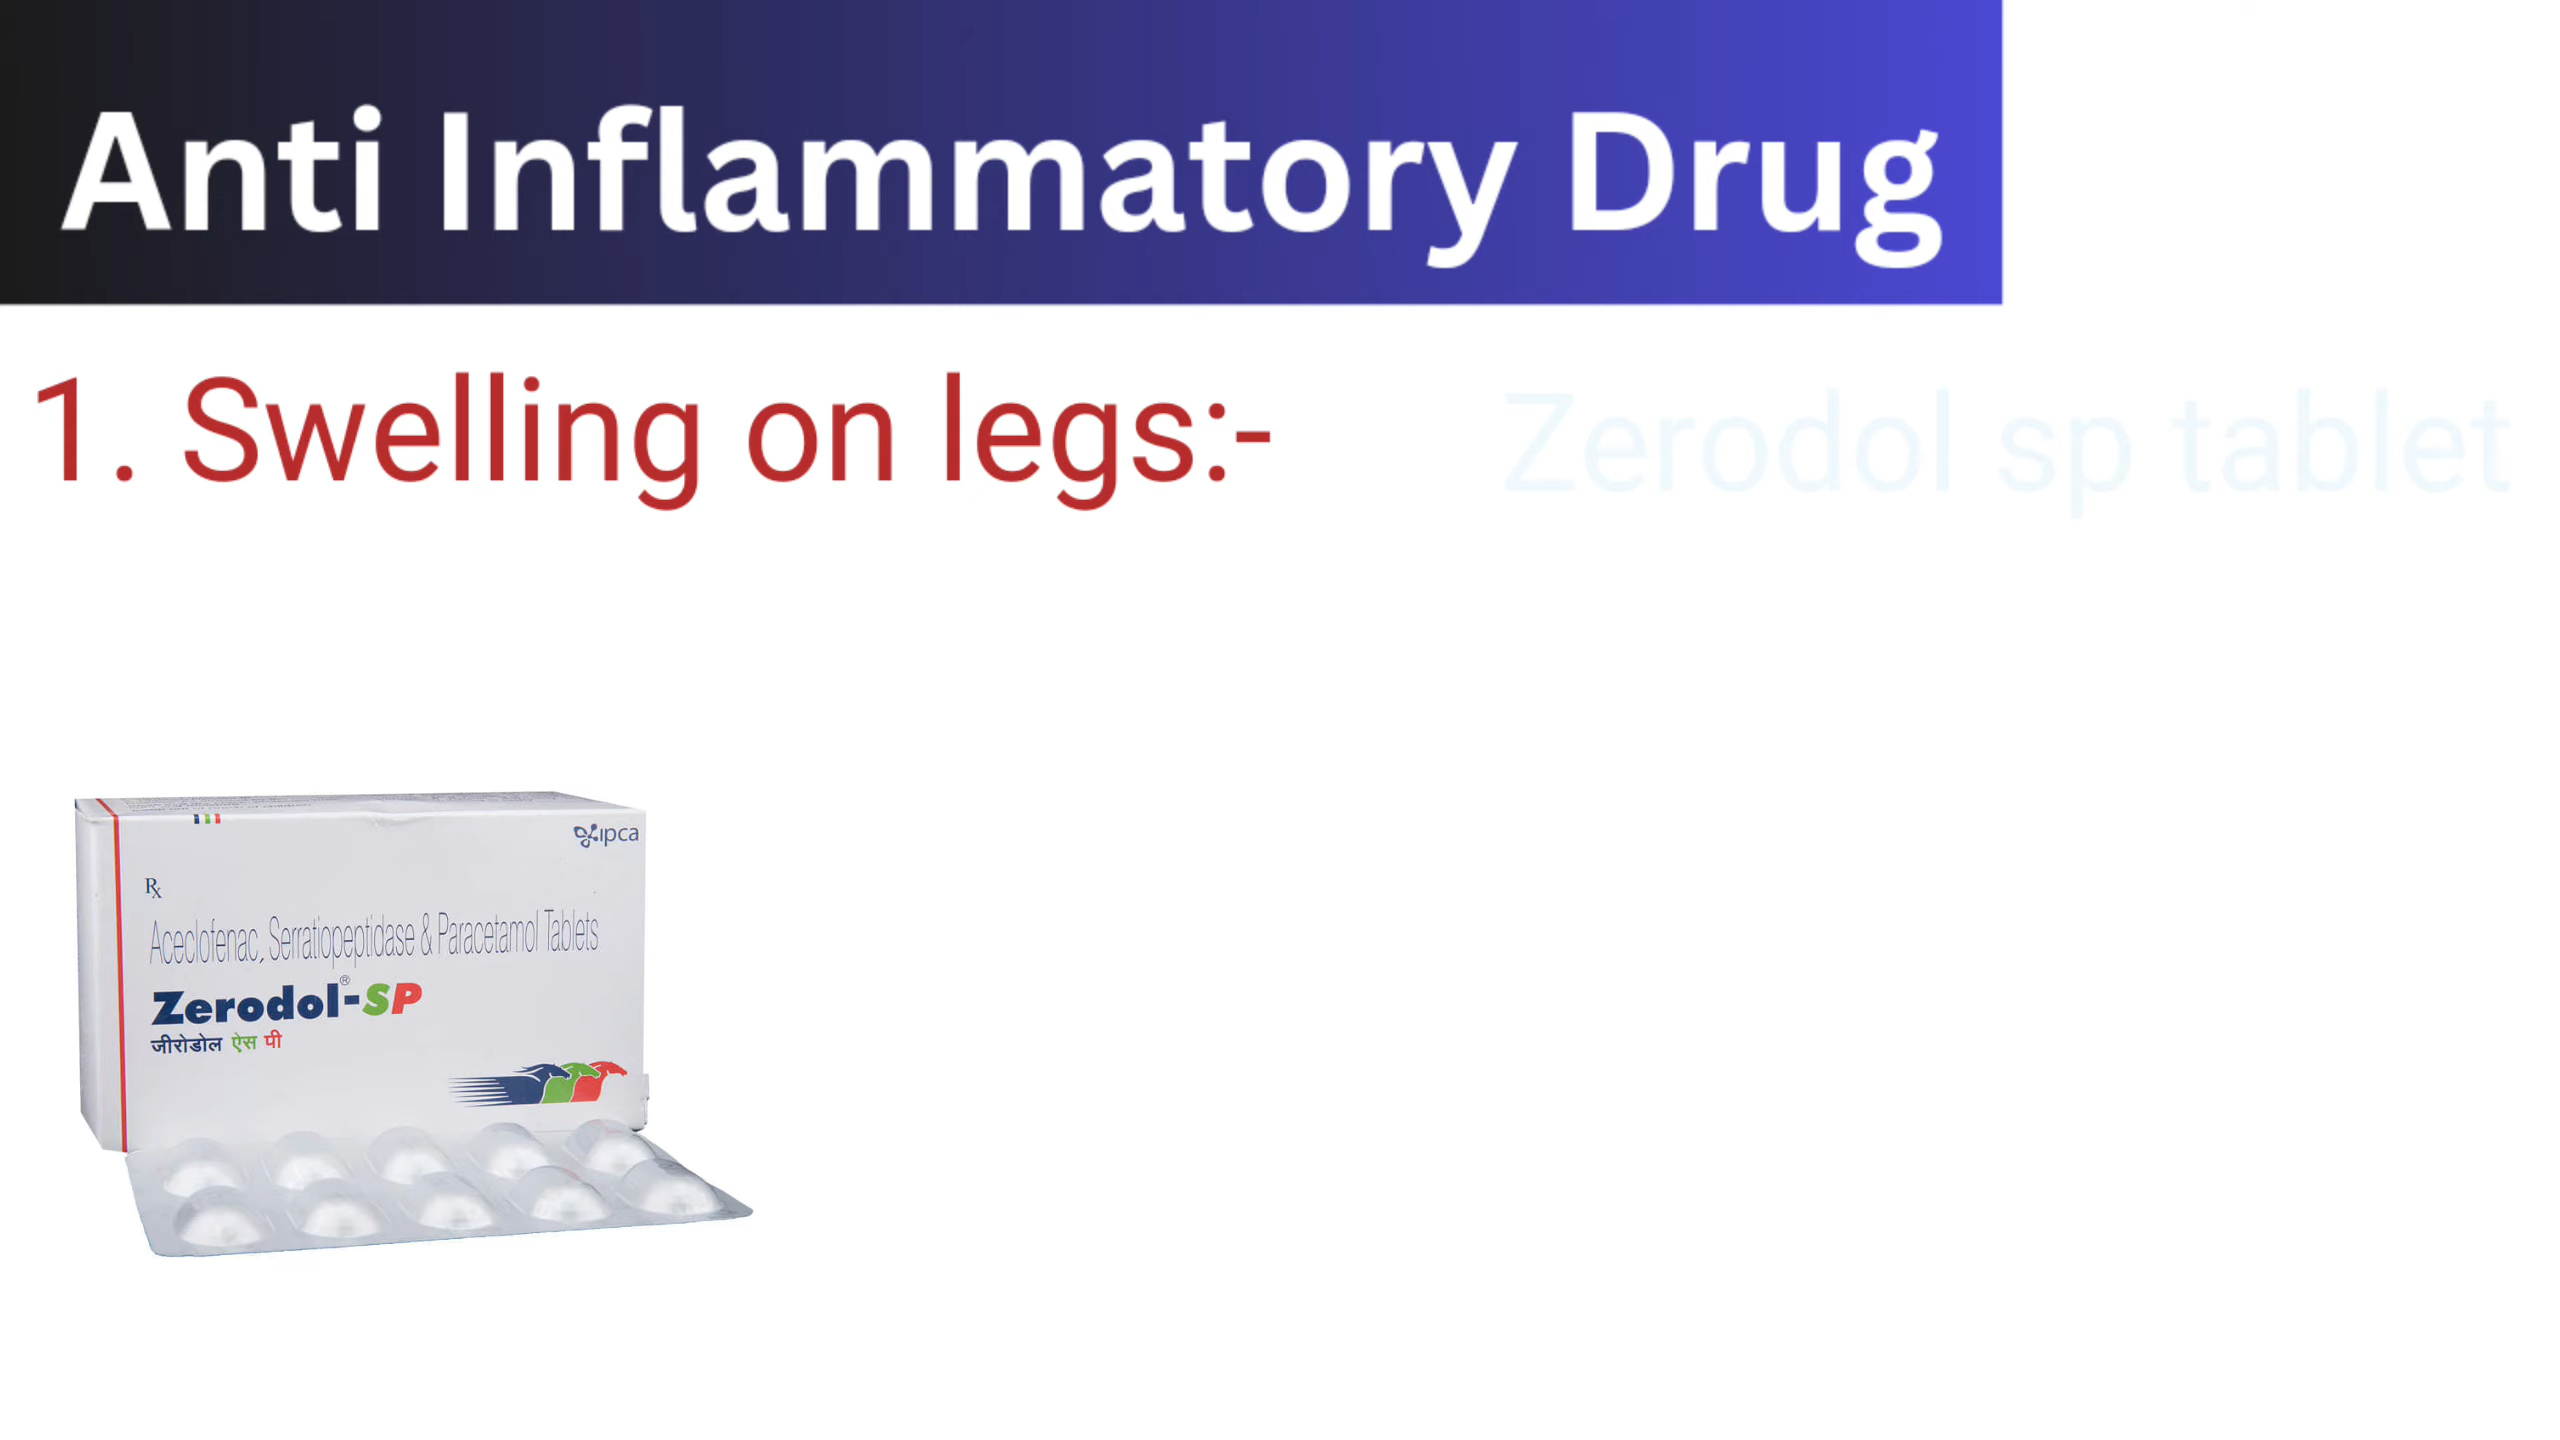 Anti Inflammatory Drug
1. Swelling on legs:- Zerodol sp tablet
ipca
Rx
Aceclofenac, Serratiopeptidase & Paracetamol Tablets
Zerodol®-SP
जीरोडोल ऐस पी